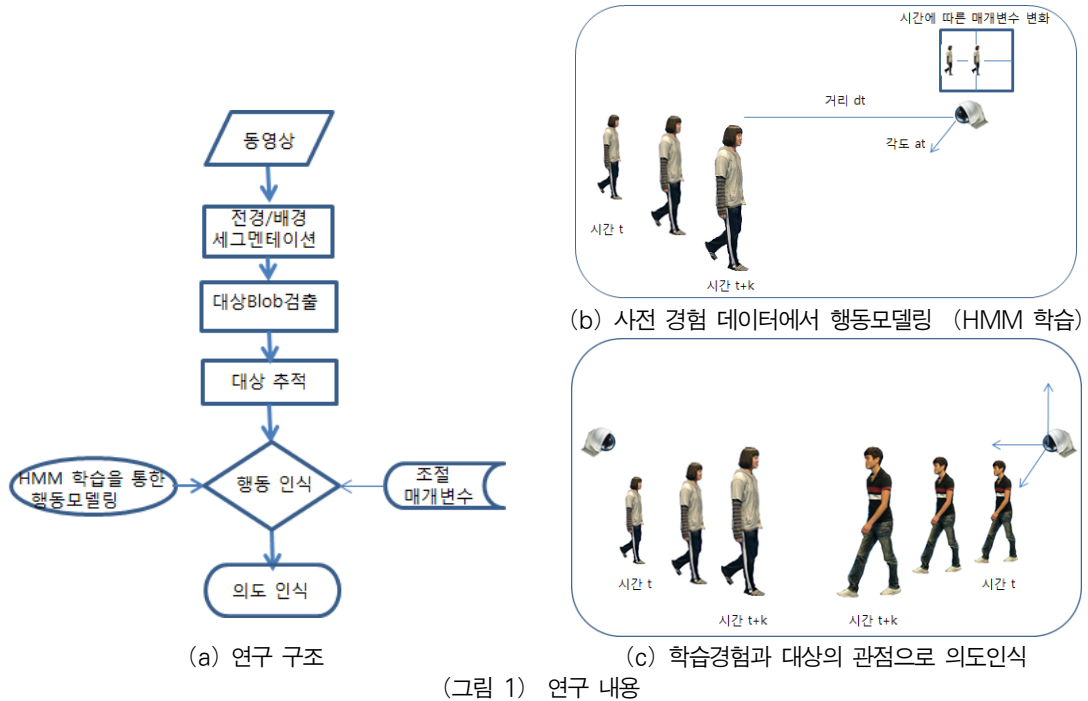 동영상
전경/배경
세그멘테이션
대상Blob검출
대상 추적
HMM 학습을 통한
행동모델링
행동 인식
조절
매개변수
의도 인식
(a) 연구 구조
시간에 따른 매개변수 변화
거리 dt
각도 at
시간 t
시간 t+k
(b) 사전 경험 데이터에서 행동모델링 (HMM 학습)
시간 t
시간 t+k
시간 t+k
시간 t
(c) 학습경험과 대상의 관점으로 의도인식
(그림 1) 연구 내용